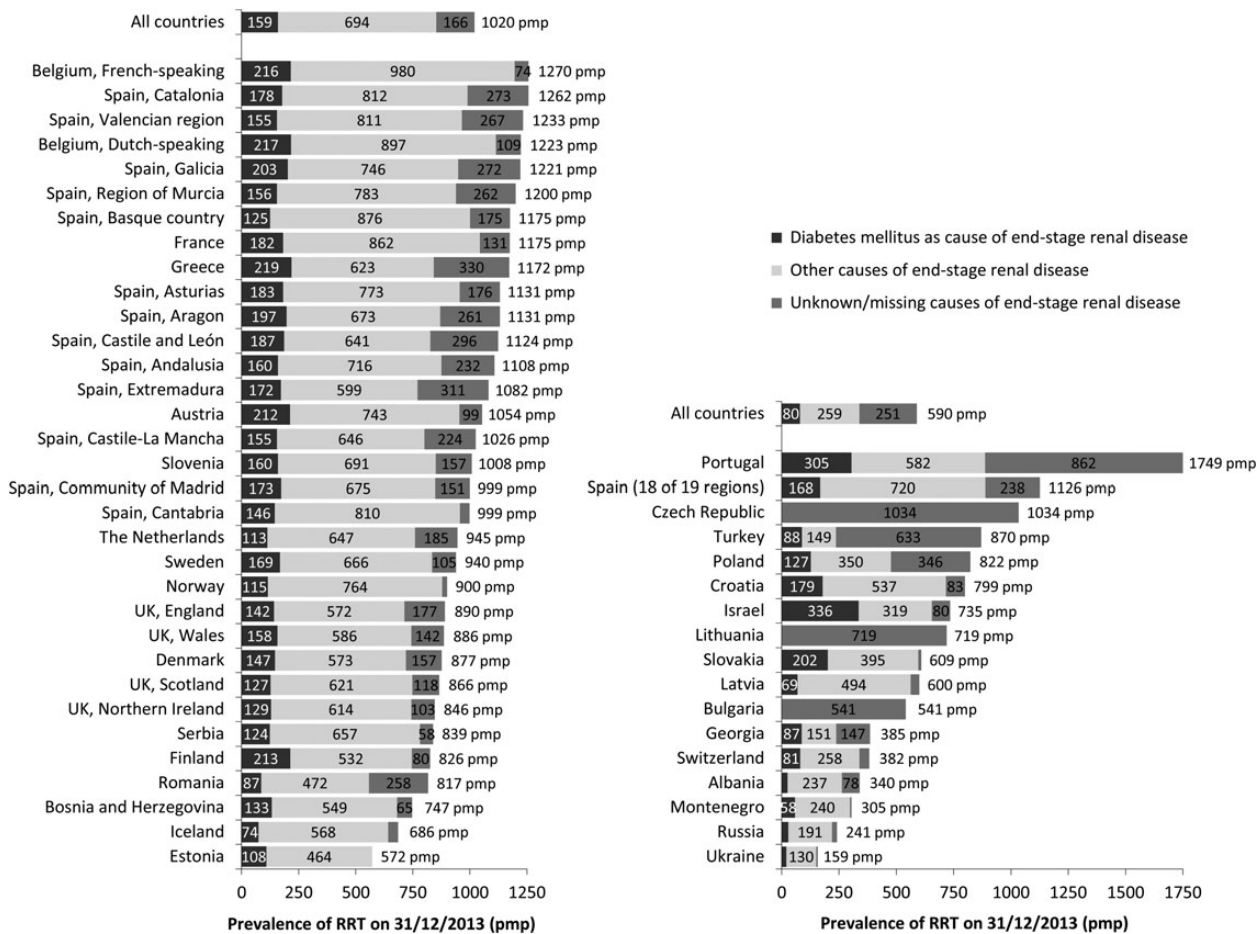 All countries 159 694 166 1020 pmp
Belgium, French-speaking 216 980 74 1270 pmp
Spain, Catalonia 178 812 273 1262 pmp
Spain, Valencian region 155 811 267 1233 pmp
Belgium, Dutch-speaking 217 897 109 1223 pmp
Spain, Galicia 203 746 272 1221 pmp
Spain, Region of Murcia 156 783 262 1200 pmp
Spain, Basque country 125 876 175 1175 pmp
France 182 862 131 1175 pmp
Greece 219 623 330 1172 pmp
Spain, Asturias 183 773 176 1131 pmp
Spain, Aragon 197 673 261 1131 pmp
Spain, Castile and León 187 641 296 1124 pmp
Spain, Andalusia 160 716 232 1108 pmp
Spain, Extremadura 172 599 311 1082 pmp
Austria 212 743 99 1054 pmp
Spain, Castile-La Mancha 155 646 224 1026 pmp
Slovenia 160 691 157 1008 pmp
Spain, Community of Madrid 173 675 151 999 pmp
Spain, Cantabria 146 810 999 pmp
The Netherlands 113 647 185 945 pmp
Sweden 169 666 105 940 pmp
Norway 115 764 900 pmp
UK, England 142 572 177 890 pmp
UK, Wales 158 586 142 886 pmp
Denmark 147 573 157 877 pmp
UK, Scotland 127 621 118 866 pmp
UK, Northern Ireland 129 614 103 846 pmp
Serbia 124 657 58 839 pmp
Finland 213 532 80 826 pmp
Romania 87 472 258 817 pmp
Bosnia and Herzegovina 133 549 65 747 pmp
Iceland 74 568 686 pmp
Estonia 108 464 572 pmp
0 250 500 750 1000 1250
Prevalence of RRT on 31/12/2013 (pmp)
Diabetes mellitus as cause of end-stage renal disease
Other causes of end-stage renal disease
Unknown/missing causes of end-stage renal disease
All countries 80 259 251 590 pmp
Portugal 305 582 862 1749 pmp
Spain (18 of 19 regions) 168 720 238 1126 pmp
Czech Republic 1034 1034 pmp
Turkey 88 149 633 870 pmp
Poland 127 350 346 822 pmp
Croatia 179 537 83 799 pmp
Israel 336 319 80 735 pmp
Lithuania 719 719 pmp
Slovakia 202 395 609 pmp
Latvia 69 494 600 pmp
Bulgaria 541 541 pmp
Georgia 87 151 147 385 pmp
Switzerland 81 258 382 pmp
Albania 237 78 340 pmp
Montenegro 58 240 305 pmp
Russia 191 241 pmp
Ukraine 130 159 pmp
0 250 500 750 1000 1250 1500 1750
Prevalence of RRT on 31/12/2013 (pmp)